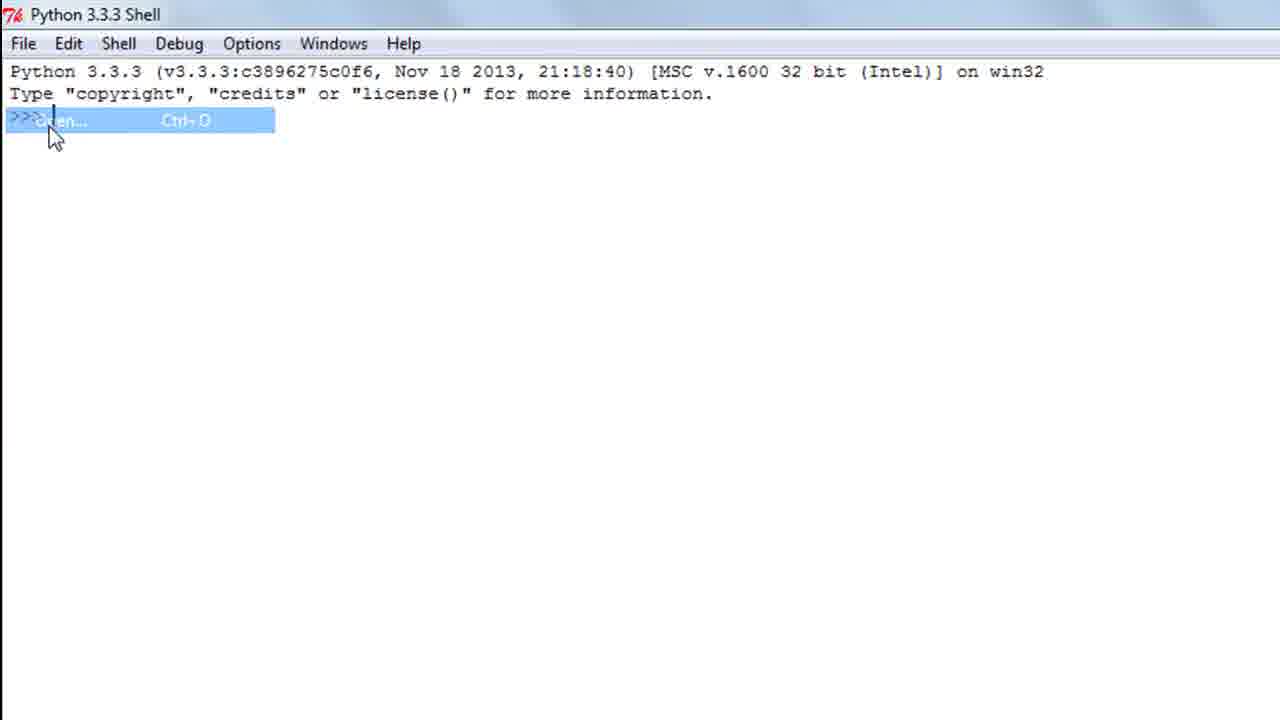 Python 3.3.3 Shell
File Edit Shell Debug Options Windows Help
Python 3.3.3 (v3.3.3:c3896275c0f6, Nov 18 2013, 21:18:40) [MSC v.1600 32 bit (Intel)] on win32
Type "copyright", "credits" or "license()" for more information.
>>> Open... Ctrl+O